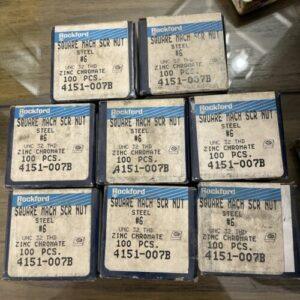 Rockford
SQUARE MACH SCR NUT
STEEL
#6
UNC 32 THD
ZINC CHROMATE
100 PCS.
4151-007B
Rockford
SQUARE MACH SCR NUT
STEEL
#6
UNC 32 THD
ZINC CHROMATE
100 PCS.
4151-007B
Rockford
SQUARE MACH SCR NUT
STEEL
#6
UNC 32 THD
ZINC CHROMATE
100 PCS.
4151-007B
Rockford
SQUARE MACH SCR NUT
STEEL
#6
UNC 32 THD
ZINC CHROMATE
100 PCS.
4151-007B
Rockford
SQUARE MACH SCR NUT
STEEL
#6
UNC 32 THD
ZINC CHROMATE
100 PCS.
4151-007B
Rockford
SQUARE MACH SCR NUT
STEEL
#6
UNC 32 THD
ZINC CHROMATE
100 PCS.
4151-007B
Rockford
SQUARE MACH SCR NUT
STEEL
#6
UNC 32 THD
ZINC CHROMATE
100 PCS.
4151-007B
Rockford
SQUARE MACH SCR NUT
STEEL
#6
UNC 32 THD
ZINC CHROMATE
100 PCS.
4151-007B